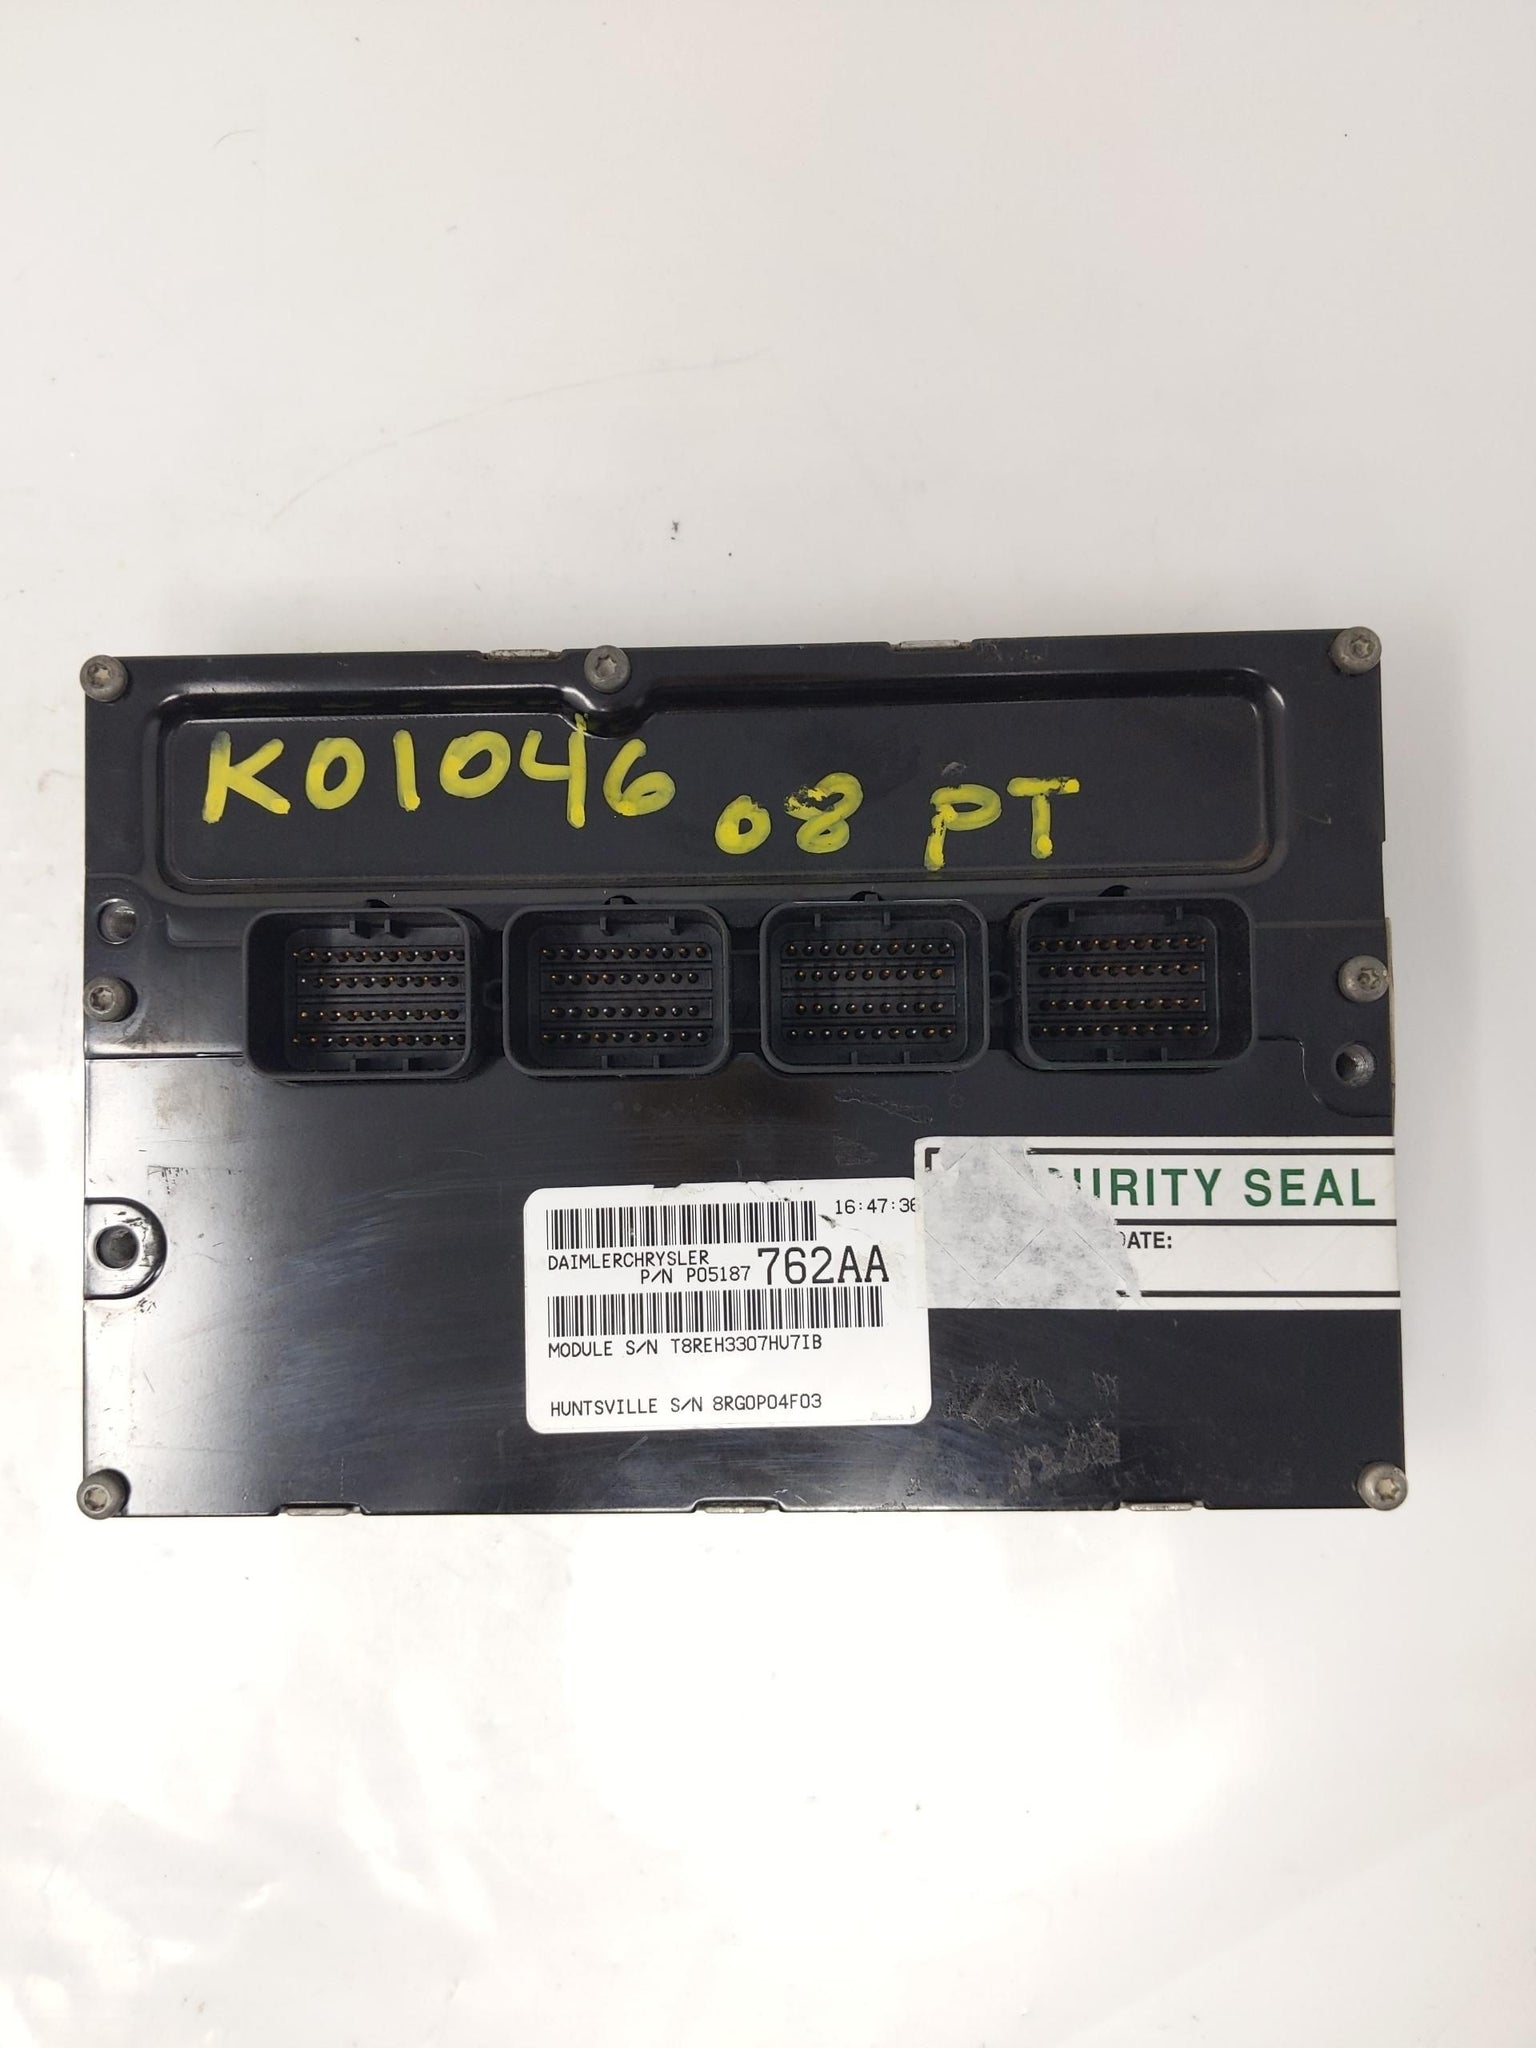 K01046 08 PT
16:47:36
DAIMLERCHRYSLER
P/N P05187 762AA
MODULE S/N T8REH3307HU7IB
HUNTSVILLE S/N 8RG0P04F03
URITY SEAL
DATE: